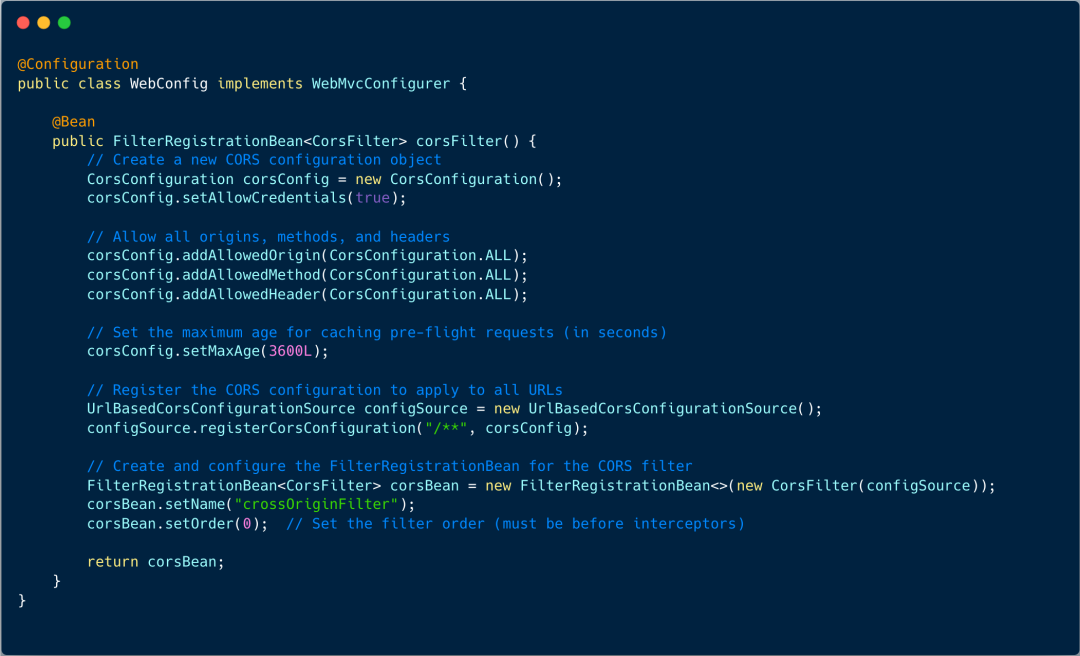 @Configuration
public class WebConfig implements WebMvcConfigurer {
@Bean
public FilterRegistrationBean<CorsFilter> corsFilter() {
// Create a new CORS configuration object
CorsConfiguration corsConfig = new CorsConfiguration();
corsConfig.setAllowCredentials(true);
// Allow all origins, methods, and headers
corsConfig.addAllowedOrigin(CorsConfiguration.ALL);
corsConfig.addAllowedMethod(CorsConfiguration.ALL);
corsConfig.addAllowedHeader(CorsConfiguration.ALL);
// Set the maximum age for caching pre-flight requests (in seconds)
corsConfig.setMaxAge(3600L);
// Register the CORS configuration to apply to all URLs
UrlBasedCorsConfigurationSource configSource = new UrlBasedCorsConfigurationSource();
configSource.registerCorsConfiguration("/**", corsConfig);
// Create and configure the FilterRegistrationBean for the CORS filter
FilterRegistrationBean<CorsFilter> corsBean = new FilterRegistrationBean<>(new CorsFilter(configSource));
corsBean.setName("crossOriginFilter");
corsBean.setOrder(0);  // Set the filter order (must be before interceptors)
return corsBean;
}
}